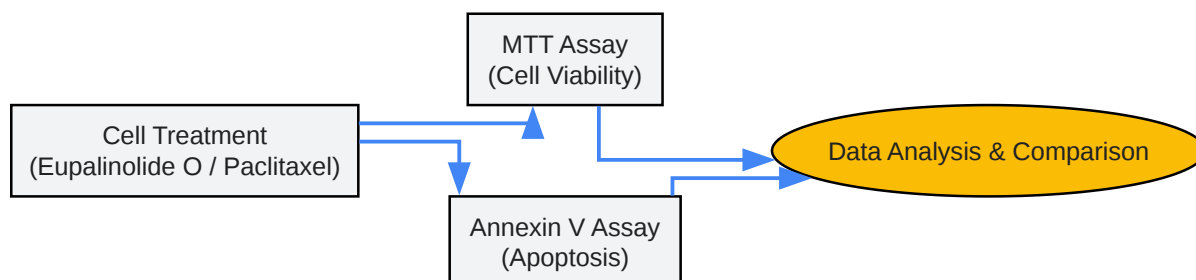 MTT Assay
(Cell Viability)
Cell Treatment
(Eupalinolide O / Paclitaxel)
Data Analysis & Comparison
Annexin V Assay
(Apoptosis)